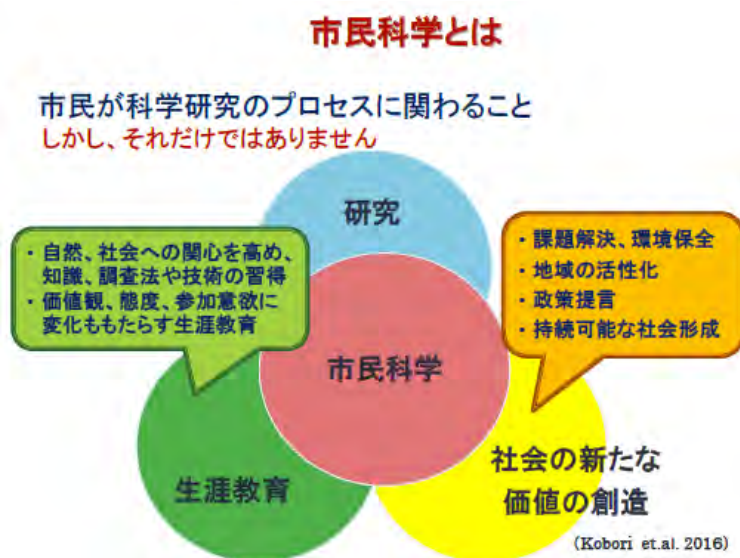 市民科学とは
市民が科学研究のプロセスに関わること
しかし、それだけではありません
研究
・自然、社会への関心を高め、
知識、調査法や技術の習得
・価値観、態度、参加意欲に
変化ももたらす生涯教育
・課題解決、環境保全
・地域の活性化
・政策提言
・持続可能な社会形成
市民科学
生涯教育
社会の新たな
価値の創造
(Kobori et.al. 2016)